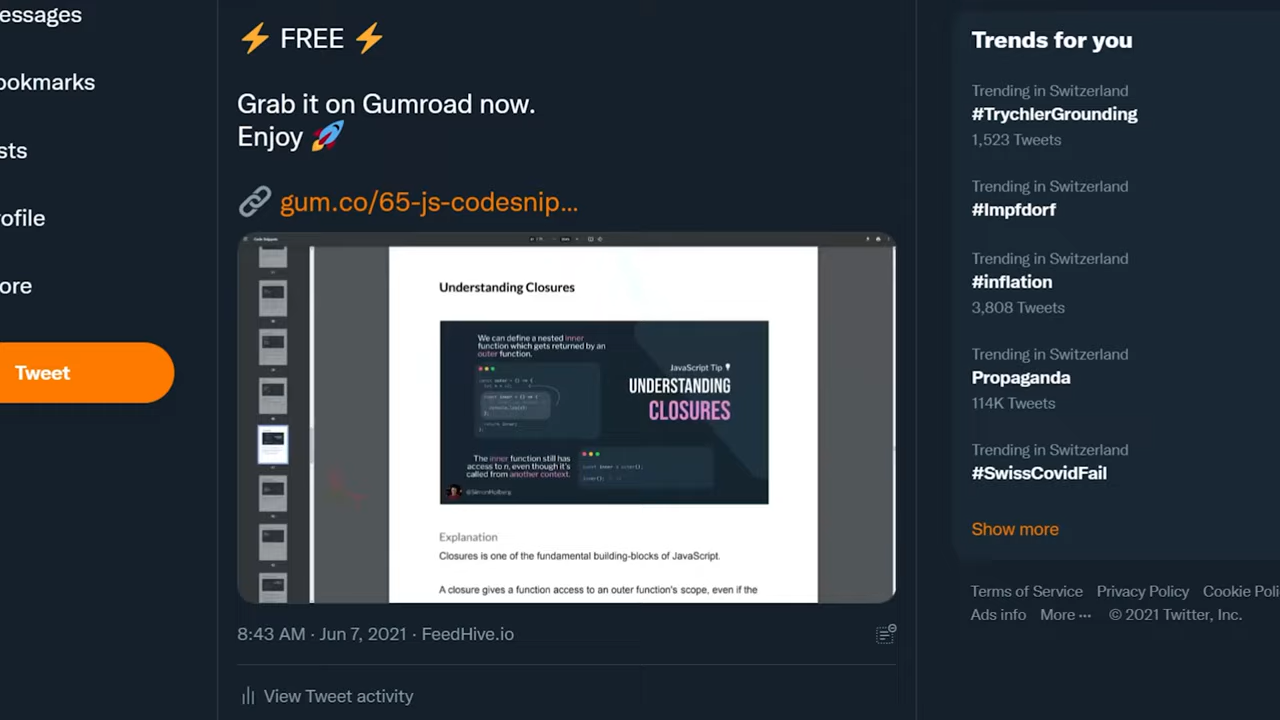 essages
ookmarks
sts
rofile
ore
Tweet
⚡ FREE ⚡
Grab it on Gumroad now.
Enjoy 🚀
🔗 gum.co/65-js-codesnip...
Understanding Closures
We can define a nested inner
function which gets returned by an
outer function.
JavaScript Tip
UNDERSTANDING
CLOSURES
The inner function still has
access to n, even though it's
called from another context.
@SimonHoiberg
Explanation
Closures is one of the fundamental building-blocks of JavaScript.
A closure gives a function access to an outer function's scope, even if the
8:43 AM · Jun 7, 2021 · FeedHive.io
View Tweet activity
Trends for you
Trending in Switzerland
#TrychlerGrounding
1,523 Tweets
Trending in Switzerland
#Impfdorf
Trending in Switzerland
#inflation
3,808 Tweets
Trending in Switzerland
Propaganda
114K Tweets
Trending in Switzerland
#SwissCovidFail
Show more
Terms of Service Privacy Policy Cookie Poli
Ads info More ··· © 2021 Twitter, Inc.